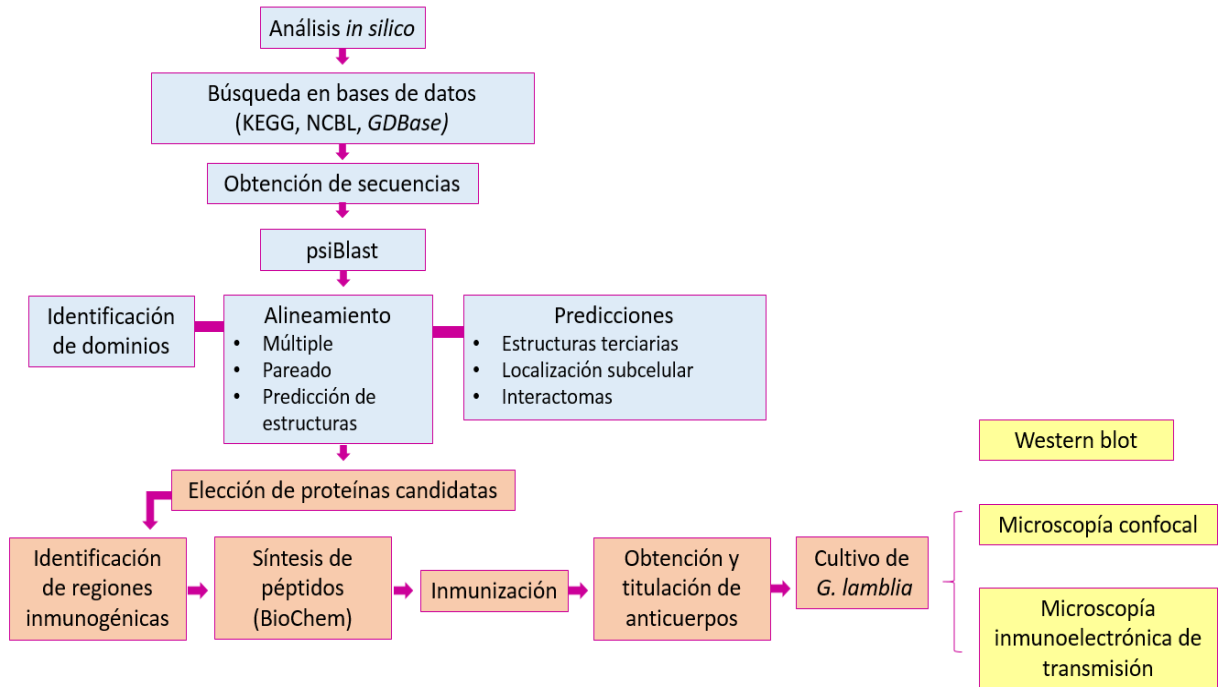 Análisis in silico
Búsqueda en bases de datos
(KEGG, NCBL, GDBase)
Obtención de secuencias
psiBlast
Identificación
de dominios
Alineamiento
• Múltiple
• Pareado
• Predicción de
estructuras
Predicciones
• Estructuras terciarias
• Localización subcelular
• Interactomas
Elección de proteínas candidatas
Identificación
de regiones
inmunogénicas
Síntesis de
péptidos
(BioChem)
Inmunización
Obtención y
titulación de
anticuerpos
Cultivo de
G. lamblia
Western blot
Microscopía confocal
Microscopía
inmunoelectrónica de
transmisión